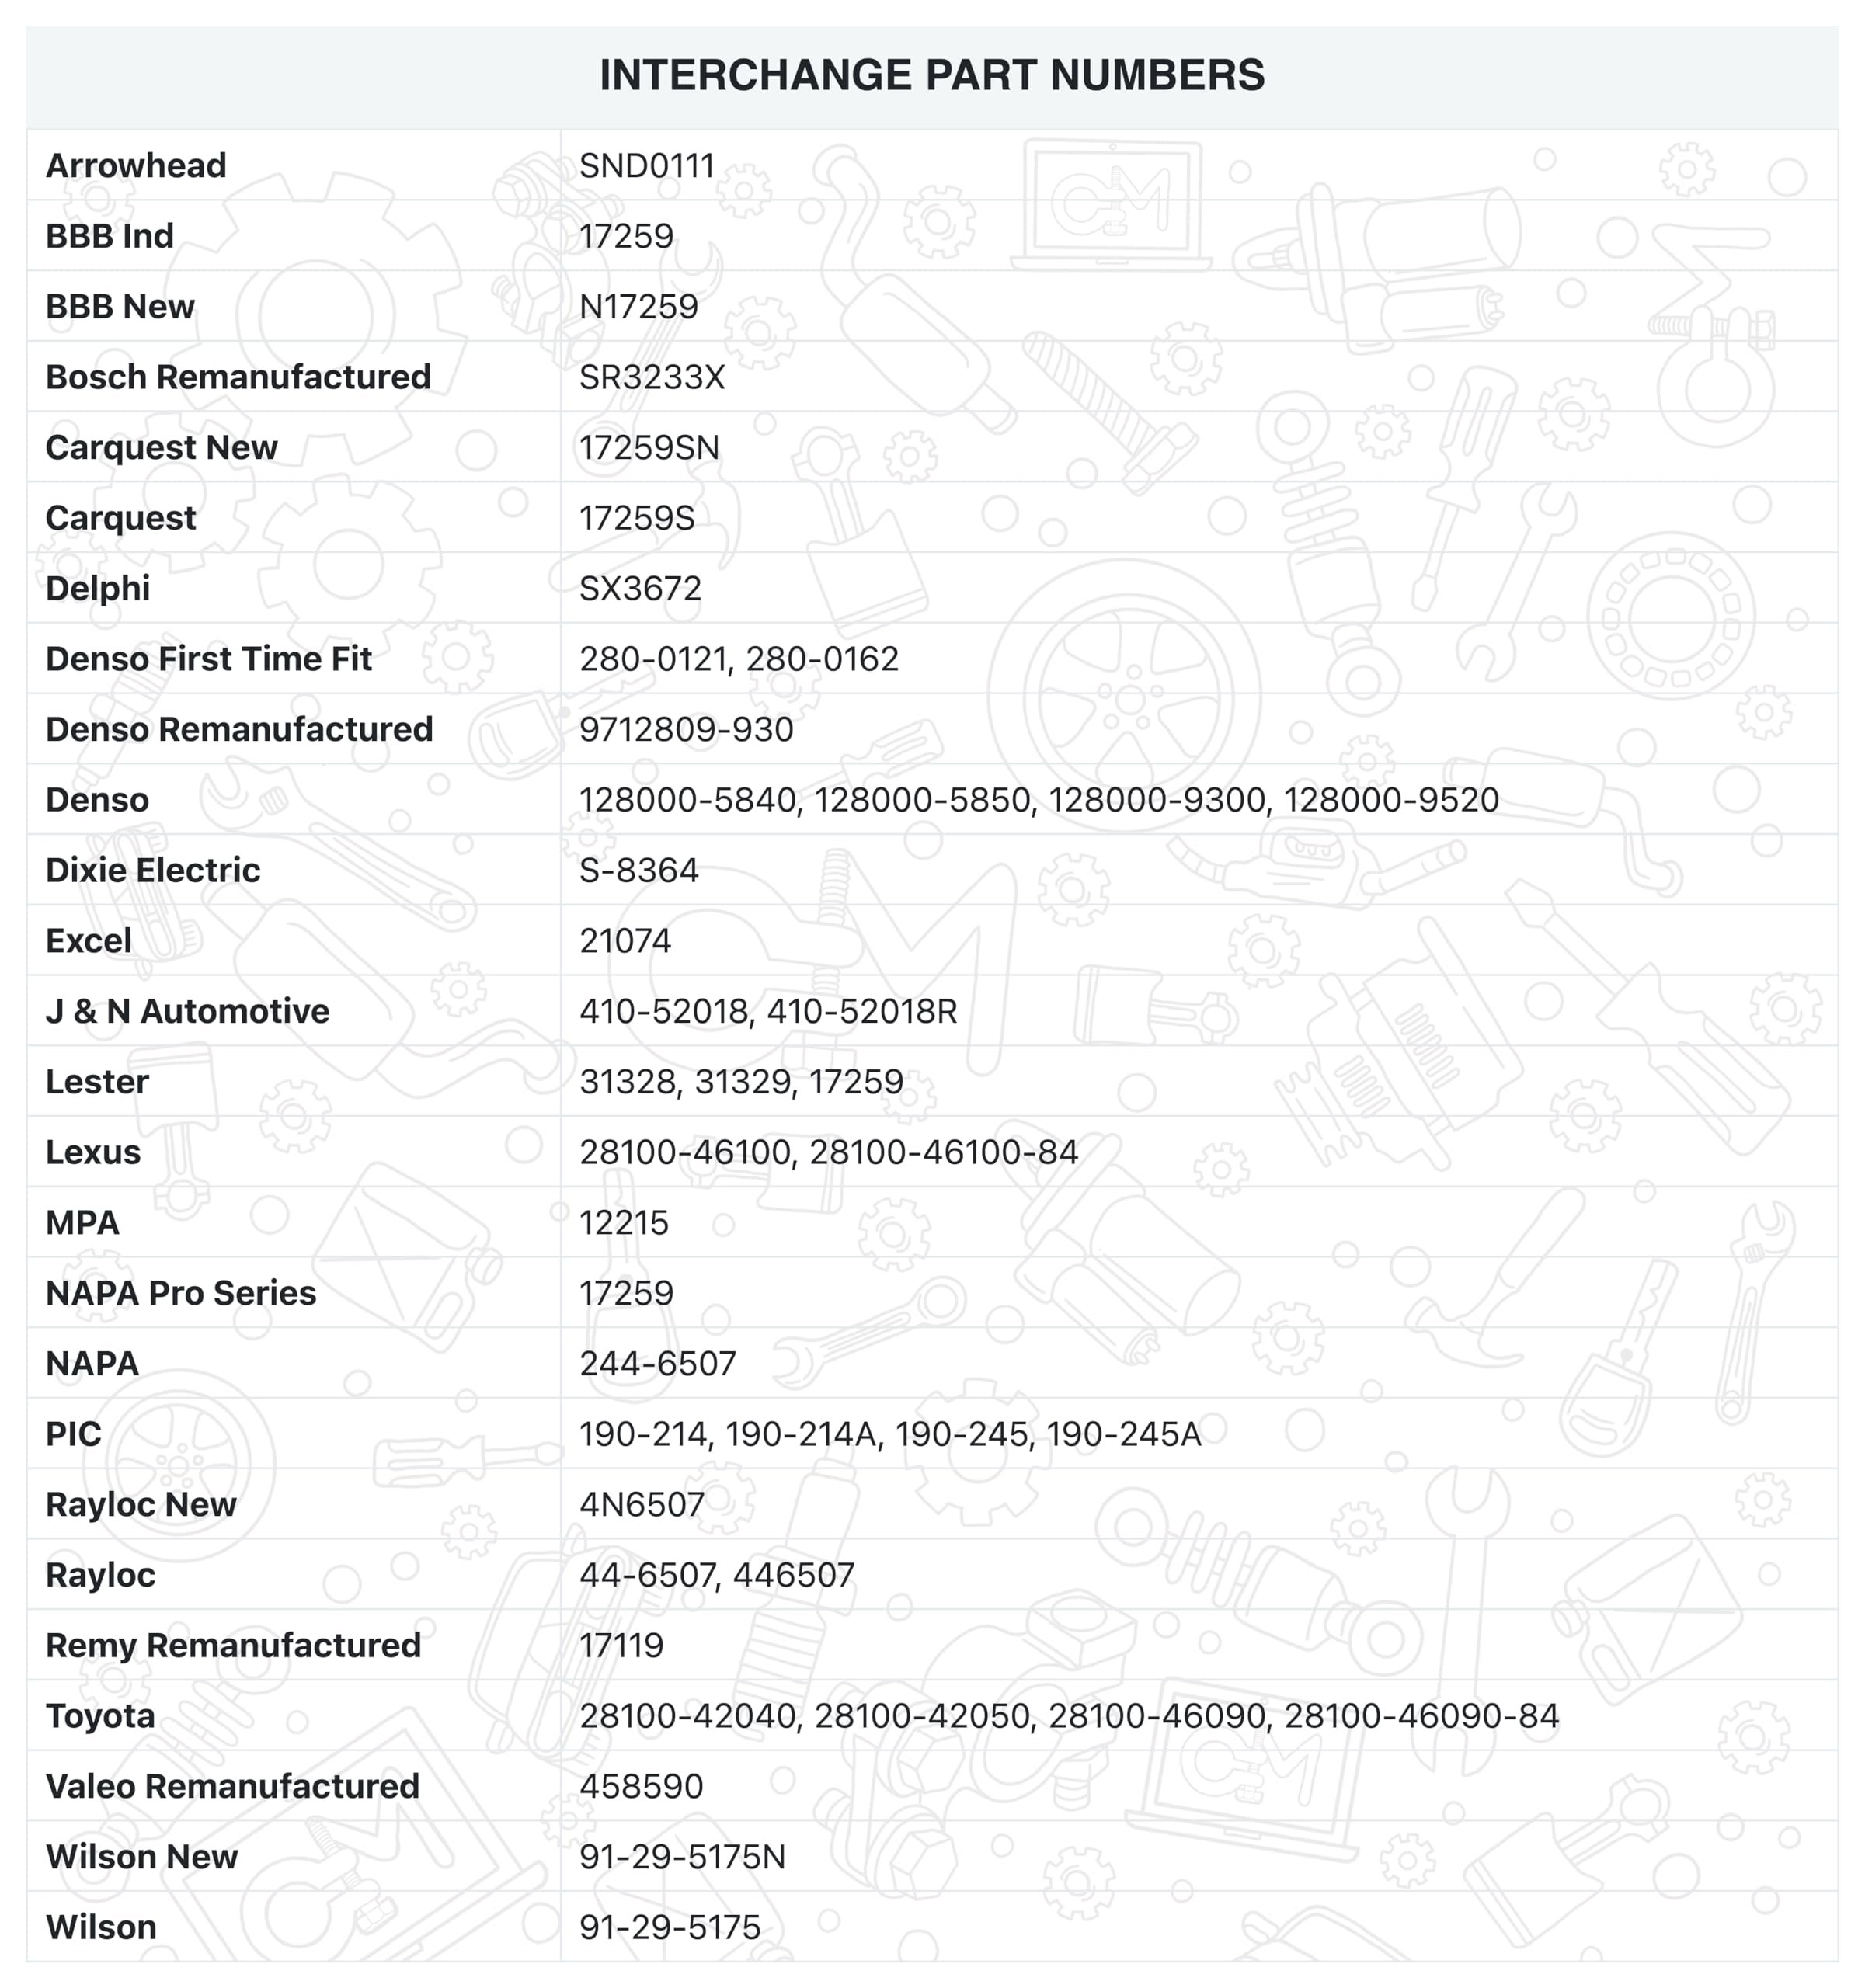 INTERCHANGE PART NUMBERS
Arrowhead SND0111
BBB Ind 17259
BBB New N17259
Bosch Remanufactured SR3233X
Carquest New 17259SN
Carquest 17259S
Delphi SX3672
Denso First Time Fit 280-0121, 280-0162
Denso Remanufactured 9712809-930
Denso 128000-5840, 128000-5850, 128000-9300, 128000-9520
Dixie Electric S-8364
Excel 21074
J & N Automotive 410-52018, 410-52018R
Lester 31328, 31329, 17259
Lexus 28100-46100, 28100-46100-84
MPA 12215
NAPA Pro Series 17259
NAPA 244-6507
PIC 190-214, 190-214A, 190-245, 190-245A
Rayloc New 4N6507
Rayloc 44-6507, 446507
Remy Remanufactured 17119
Toyota 28100-42040, 28100-42050, 28100-46090, 28100-46090-84
Valeo Remanufactured 458590
Wilson New 91-29-5175N
Wilson 91-29-5175